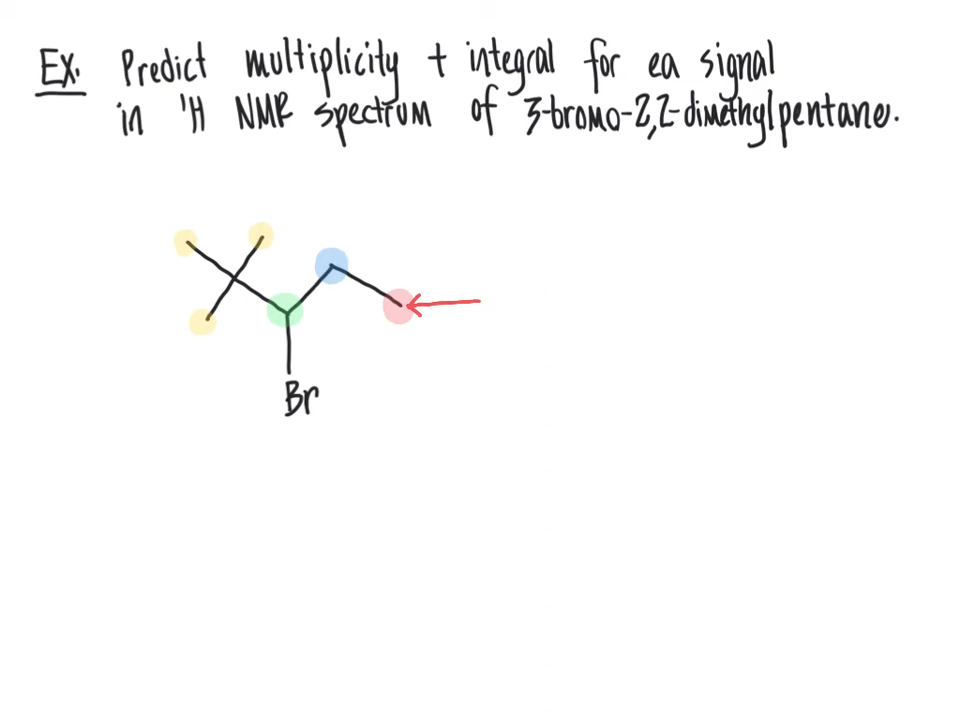 Ex. Predict multiplicity + integral for ea signal
in ¹H NMR spectrum of 3-bromo-2,2-dimethylpentane.
Br